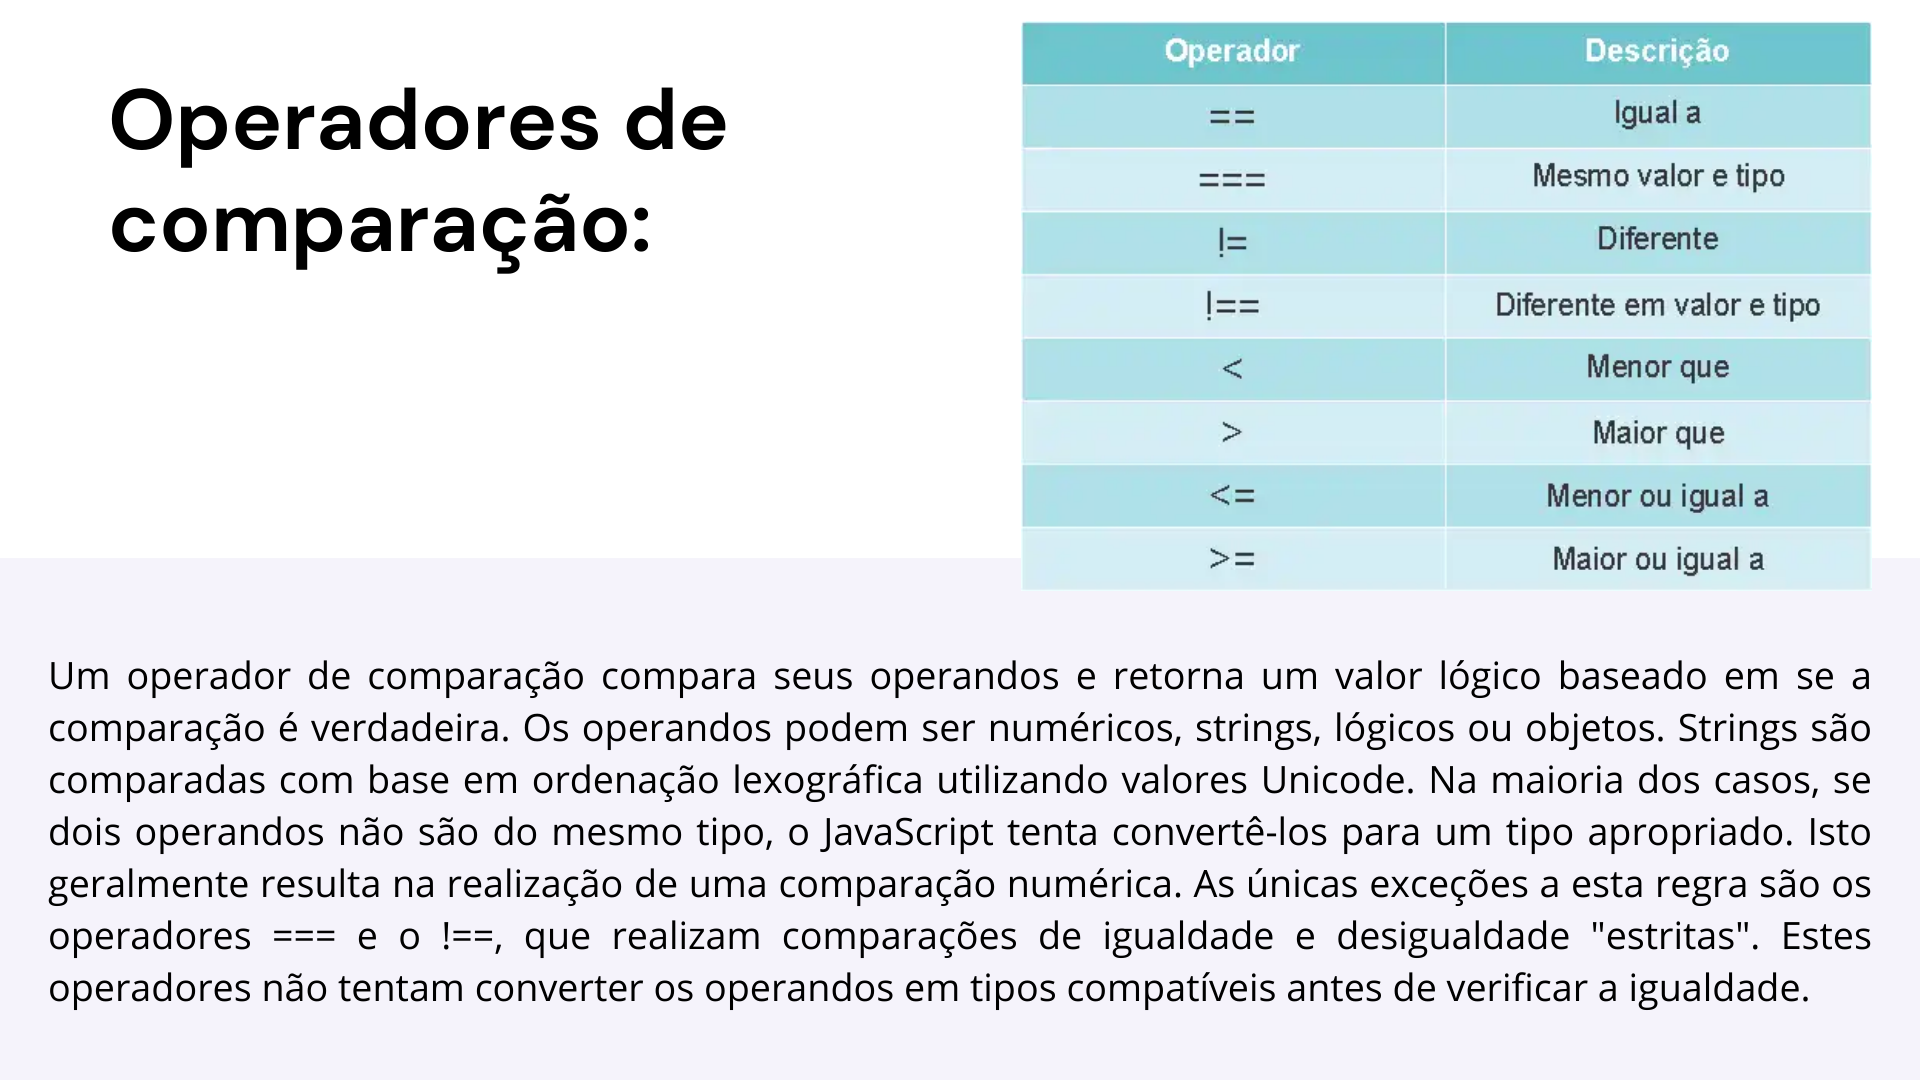 Operadores de
comparação:
Operador Descrição
== Igual a
=== Mesmo valor e tipo
!= Diferente
!== Diferente em valor e tipo
< Menor que
> Maior que
<= Menor ou igual a
>= Maior ou igual a
Um operador de comparação compara seus operandos e retorna um valor lógico baseado em se a
comparação é verdadeira. Os operandos podem ser numéricos, strings, lógicos ou objetos. Strings são
comparadas com base em ordenação lexográfica utilizando valores Unicode. Na maioria dos casos, se
dois operandos não são do mesmo tipo, o JavaScript tenta convertê-los para um tipo apropriado. Isto
geralmente resulta na realização de uma comparação numérica. As únicas exceções a esta regra são os
operadores === e o !==, que realizam comparações de igualdade e desigualdade "estritas". Estes
operadores não tentam converter os operandos em tipos compatíveis antes de verificar a igualdade.